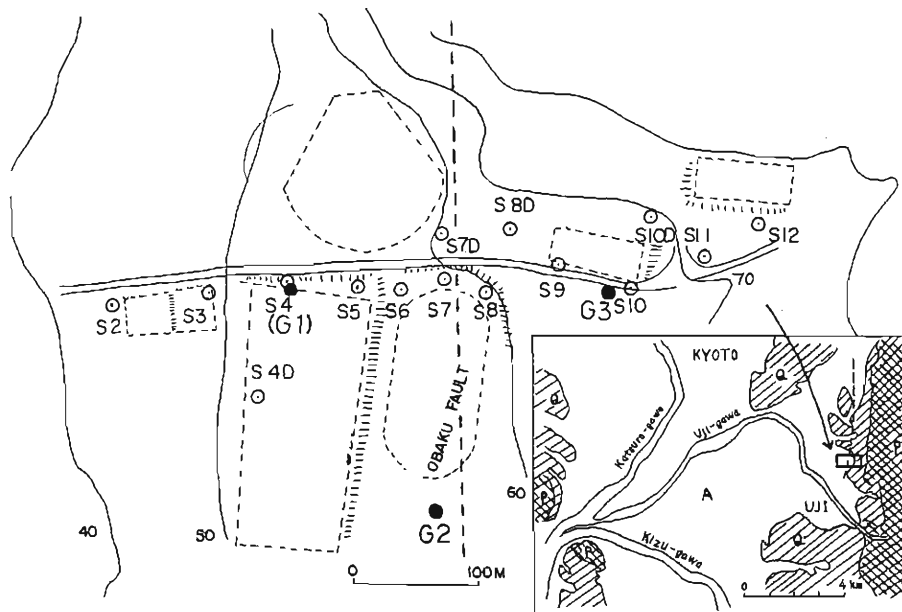 S8D
S7D
S10D
S11
S12
S2
S3
S4
(G1)
S5
S6
S7
S8
S9
G3
S10
70
S4D
OBAKU FAULT
G2
40
50
60
0 100M
KYOTO
Q
Q
Q
Katsura-gawa
Uji-gawa
P
P
A
UJI
Q
Kizu-gawa
0 4 km